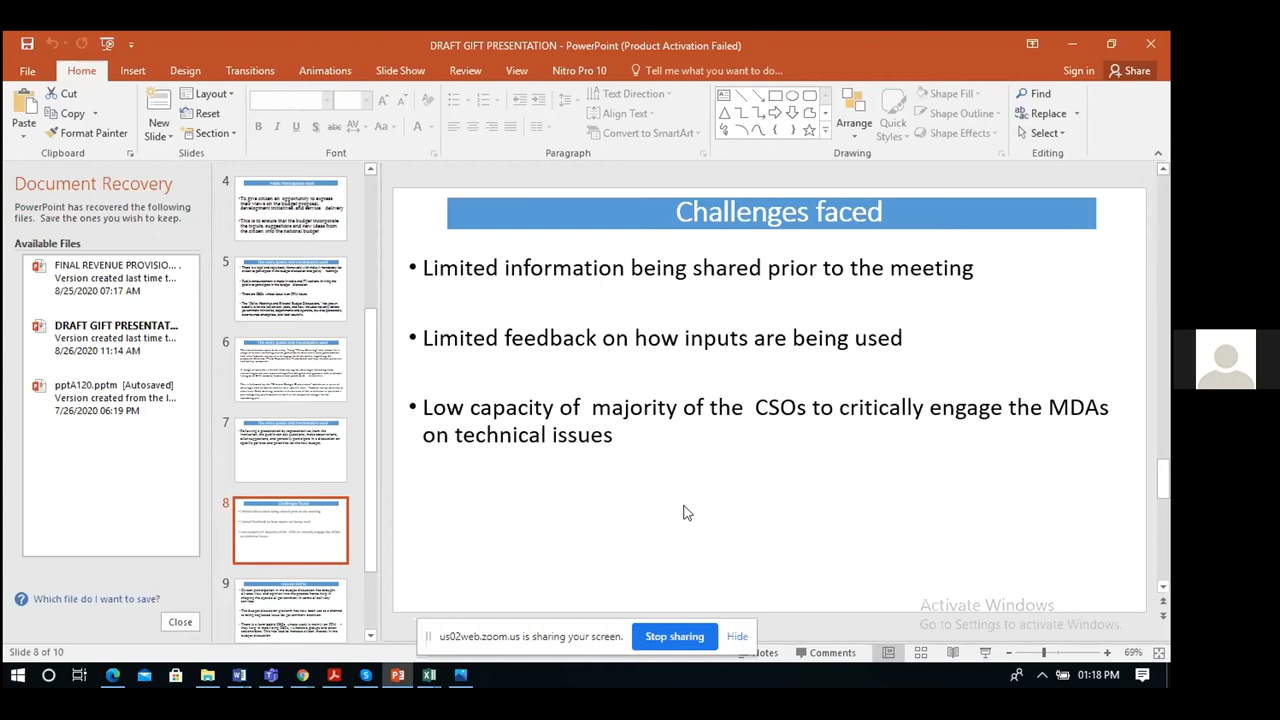 DRAFT GIFT PRESENTATION - PowerPoint (Product Activation Failed)
File Home Insert Design Transitions Animations Slide Show Review View Nitro Pro 10 Tell me what you want to do... Sign in Share
Paste
Cut
Copy
Format Painter
Clipboard
New
Slide
Layout
Reset
Section
Slides
Font
Text Direction
Align Text
Convert to SmartArt
Paragraph
Arrange
Quick
Styles
Shape Fill
Shape Outline
Shape Effects
Drawing
Find
Replace
Select
Editing
Document Recovery
PowerPoint has recovered the following
files. Save the ones you wish to keep.
Available Files
FINAL REVENUE PROVISIO...
Version created last time t...
8/25/2020 07:17 AM
DRAFT GIFT PRESENTAT...
Version created last time t...
8/26/2020 11:14 AM
pptA120.pptm [Autosaved]
Version created from the l...
7/26/2020 06:19 PM
Which file do I want to save?
Close
4
5
6
7
8
9
Challenges faced
• Limited information being shared prior to the meeting
• Limited feedback on how inputs are being used
• Low capacity of majority of the CSOs to critically engage the MDAs
on technical issues
Activate Windows
Go to Settings to activate Windows.
us02web.zoom.us is sharing your screen. Stop sharing Hide
Slide 8 of 10
Comments
69%
01:18 PM